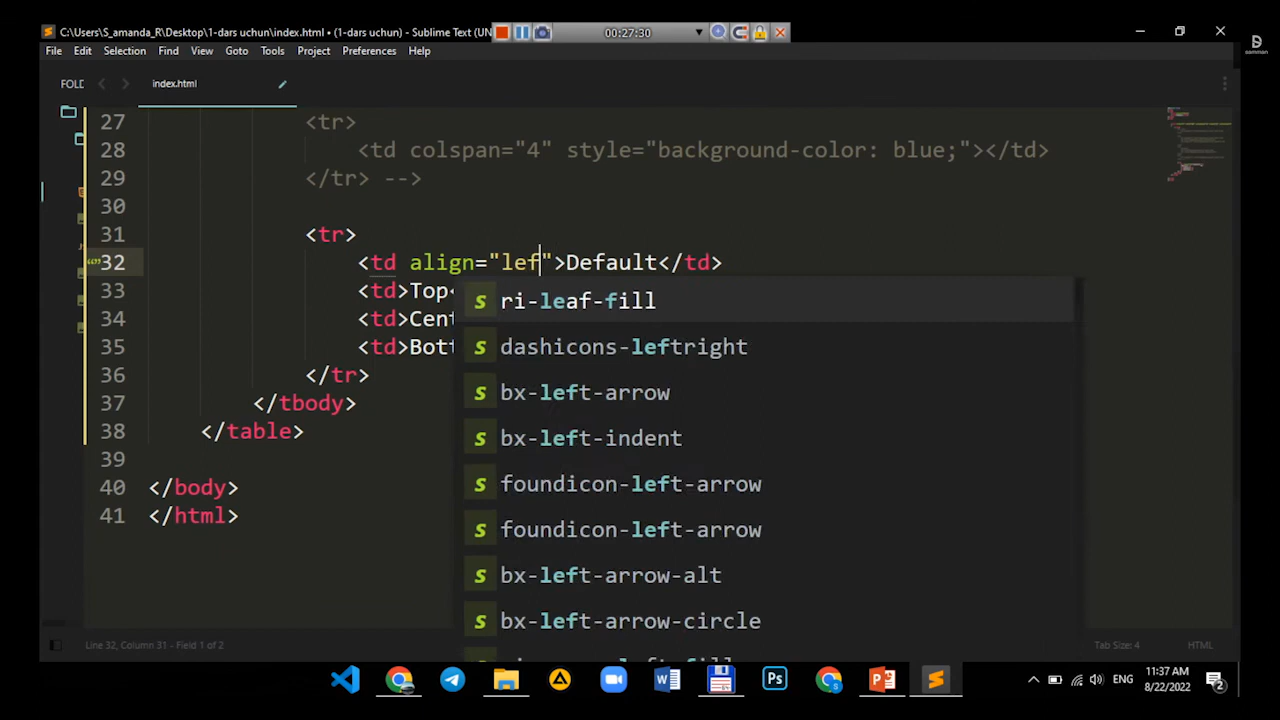 C:\Users\S_amanda_R\Desktop\1-dars uchun\index.html • (1-dars uchun) - Sublime Text (UN
00:27:30
damman
File Edit Selection Find View Goto Tools Project Preferences Help
FOLD
index.html
27 <tr>
28 <td colspan="4" style="background-color: blue;"></td>
29 </tr> -->
30
31 <tr>
32 <td align="lef">Default</td>
33 <td>Top<
34 <td>Cent
35 <td>Bott
36 </tr>
37 </tbody>
38 </table>
39
40 </body>
41 </html>
s ri-leaf-fill
s dashicons-leftright
s bx-left-arrow
s bx-left-indent
s foundicon-left-arrow
s foundicon-left-arrow
s bx-left-arrow-alt
s bx-left-arrow-circle
Line 32, Column 31 - Field 1 of 2
Tab Size: 4
HTML
Ps
ENG
11:37 AM
8/22/2022
2